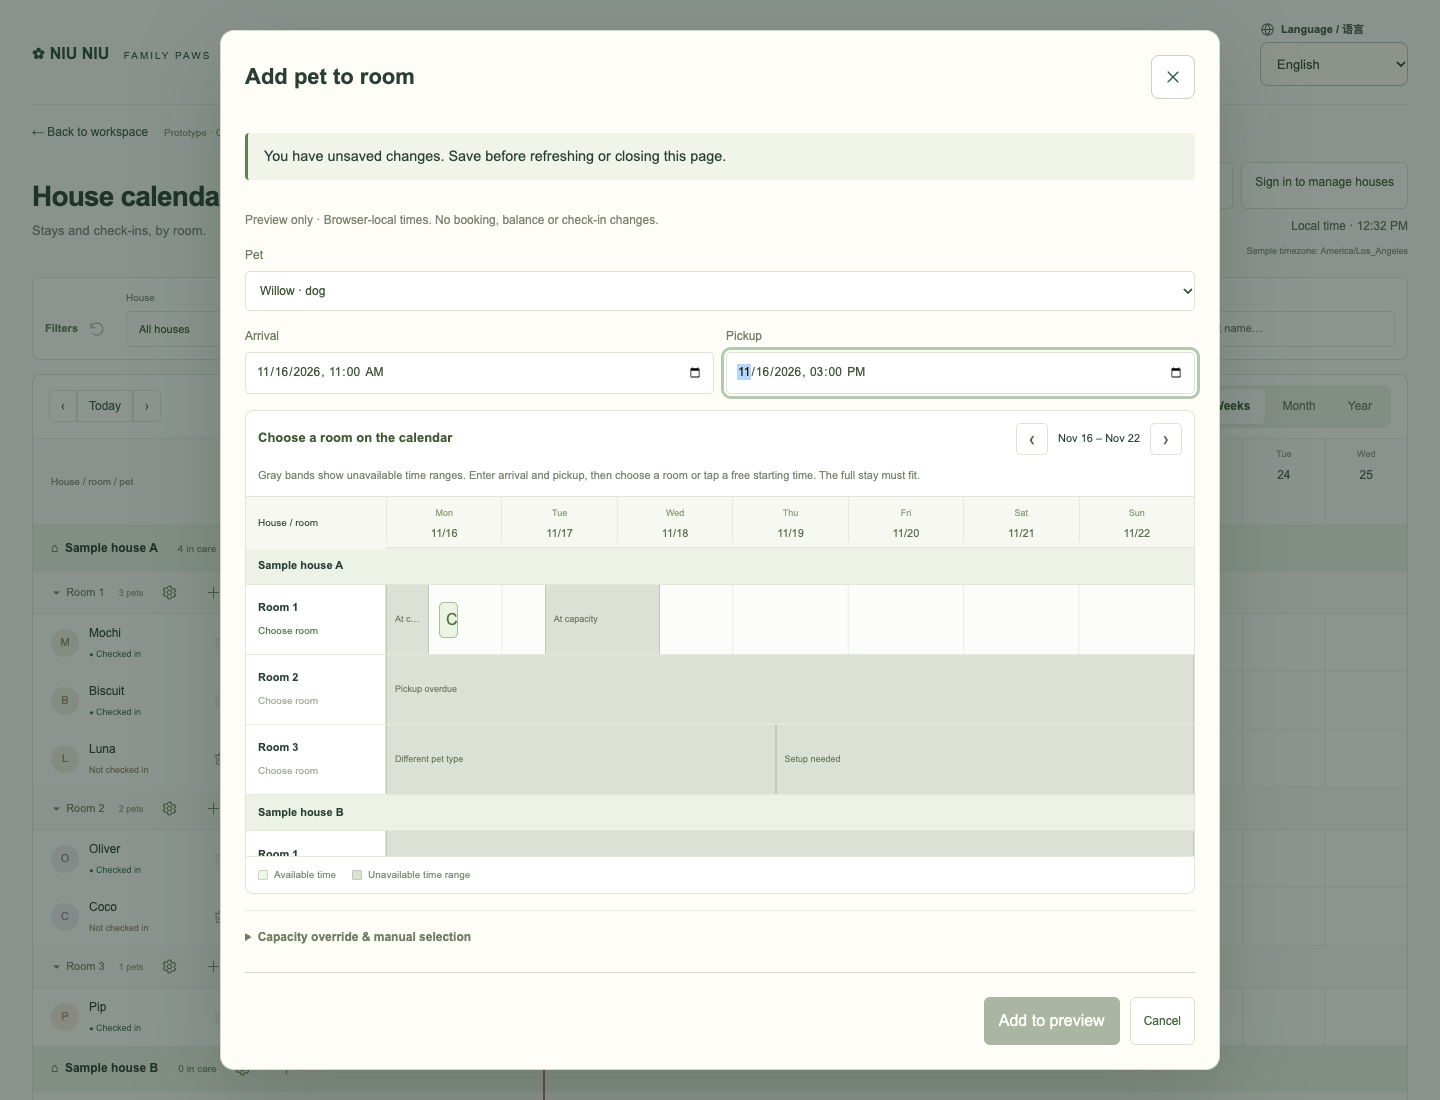 ✿ NIU NIU FAMILY PAWS
Language / 语言
English
← Back to workspace
Prototype ·
House calenda
Stays and check-ins, by room.
Sign in to manage houses
Local time · 12:32 PM
Sample timezone: America/Los_Angeles
Filters
House
All houses
name…
‹ Today ›
Weeks Month Year
House / room / pet
Tue
24
Wed
25
⌂ Sample house A 4 in care
Room 1 3 pets
M
Mochi
• Checked in
B
Biscuit
• Checked in
L
Luna
Not checked in
Room 2 2 pets
O
Oliver
• Checked in
C
Coco
Not checked in
Room 3 1 pets
P
Pip
• Checked in
⌂ Sample house B 0 in care
Add pet to room
You have unsaved changes. Save before refreshing or closing this page.
Preview only · Browser-local times. No booking, balance or check-in changes.
Pet
Willow · dog
Arrival
11/16/2026, 11:00 AM
Pickup
11/16/2026, 03:00 PM
Choose a room on the calendar
‹ Nov 16 – Nov 22 ›
Gray bands show unavailable time ranges. Enter arrival and pickup, then choose a room or tap a free starting time. The full stay must fit.
House / room
Mon
11/16
Tue
11/17
Wed
11/18
Thu
11/19
Fri
11/20
Sat
11/21
Sun
11/22
Sample house A
Room 1
Choose room
At c…
C
At capacity
Room 2
Choose room
Pickup overdue
Room 3
Choose room
Different pet type
Setup needed
Sample house B
Room 1
Available time
Unavailable time range
Capacity override & manual selection
Add to preview
Cancel